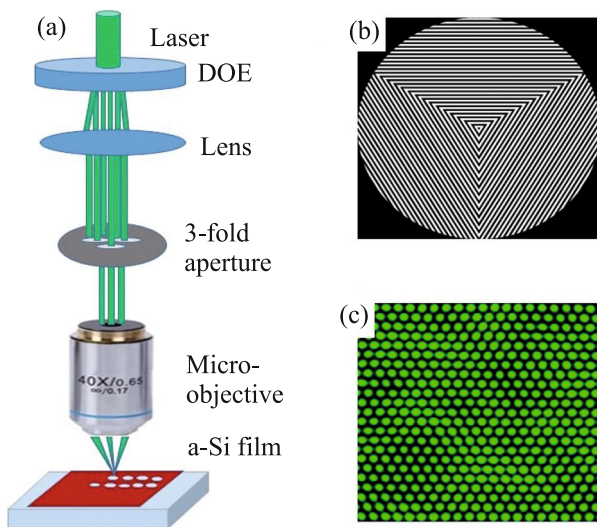 (a)
Laser
DOE
Lens
3-fold
aperture
40X/0.65
∞/0.17
Micro-
objective
a-Si film
(b)
(c)